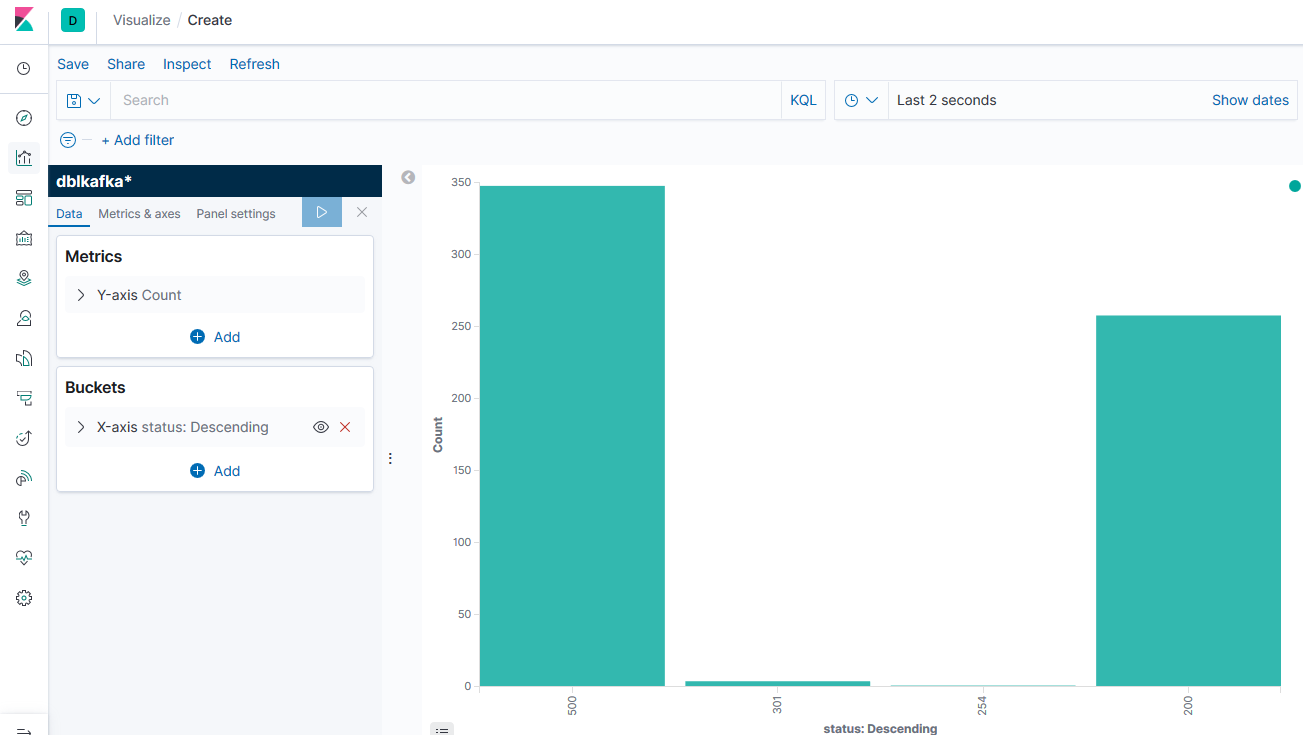 D Visualize / Create
Save Share Inspect Refresh
Search KQL Last 2 seconds Show dates
+ Add filter
dblkafka*
Data Metrics & axes Panel settings
Metrics
Y-axis Count
Add
Buckets
X-axis status: Descending
Add
350
300
250
200
150
100
50
0
Count
500 301 254 200
status: Descending